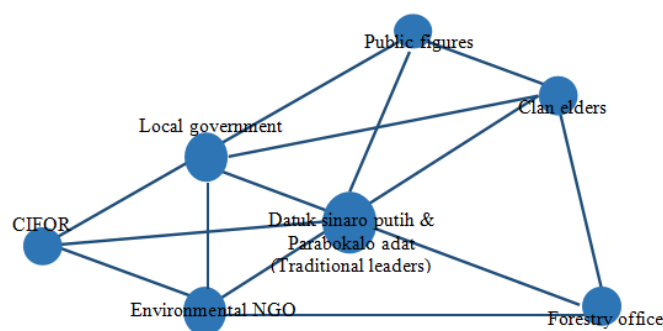 Public figures
Clan elders
Local government
CIFOR
Datuk sinaro putih &
Parabokalo adat
(Traditional leaders)
Environmental NGO
Forestry office